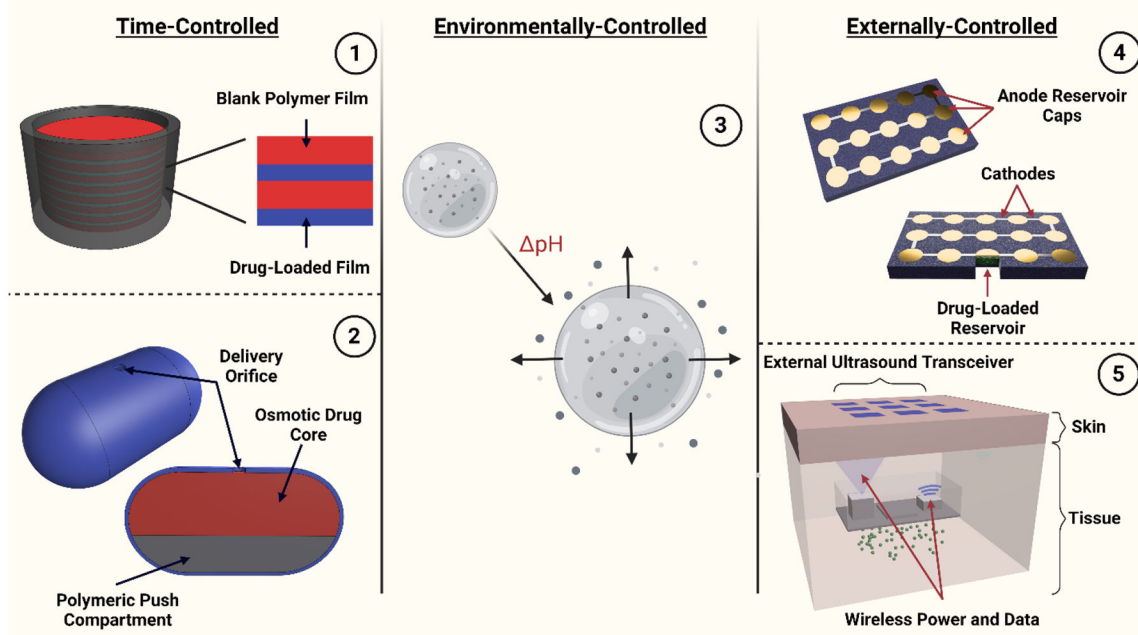 Time-Controlled
1
Blank Polymer Film
Drug-Loaded Film
2
Delivery
Orifice
Osmotic Drug
Core
Polymeric Push
Compartment
Environmentally-Controlled
3
ΔpH
Externally-Controlled
4
Anode Reservoir
Caps
Cathodes
Drug-Loaded
Reservoir
External Ultrasound Transceiver
5
Skin
Tissue
Wireless Power and Data